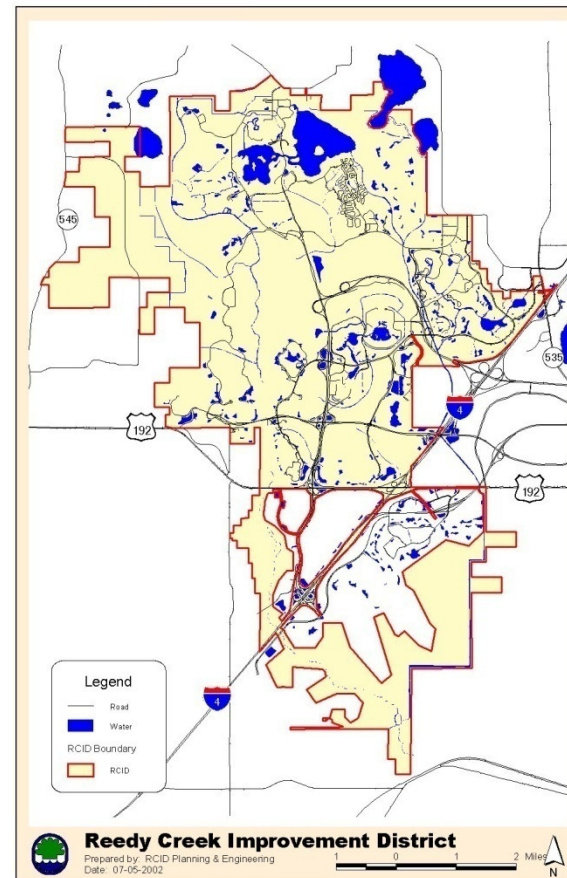 545
535
4
192
192
Legend
Road
Water
RCID Boundary
RCID
4
Reedy Creek Improvement District
Prepared by: RCID Planning & Engineering
Date: 07-05-2002
1 0 1 2 Miles
N